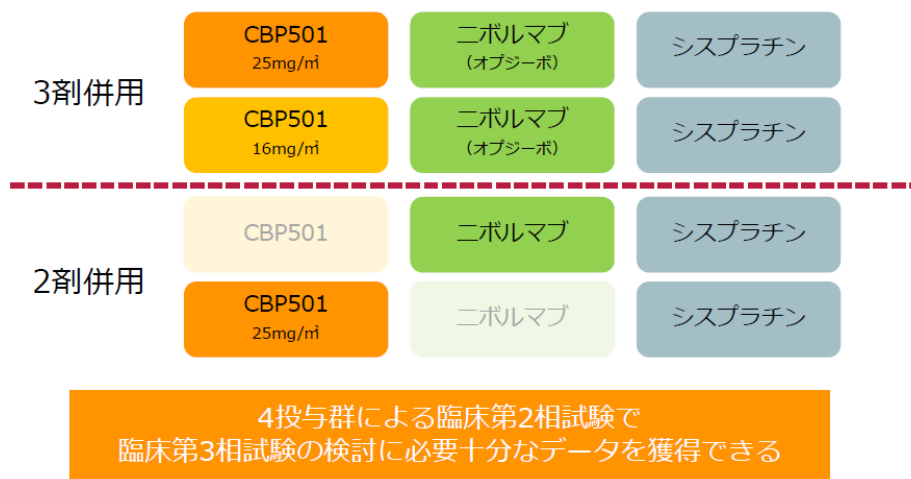 CBP501
25mg/㎡
ニボルマブ
（オプジーボ）
シスプラチン
3剤併用
CBP501
16mg/㎡
ニボルマブ
（オプジーボ）
シスプラチン
CBP501
ニボルマブ
シスプラチン
2剤併用
CBP501
25mg/㎡
ニボルマブ
シスプラチン
4投与群による臨床第2相試験で
臨床第3相試験の検討に必要十分なデータを獲得できる